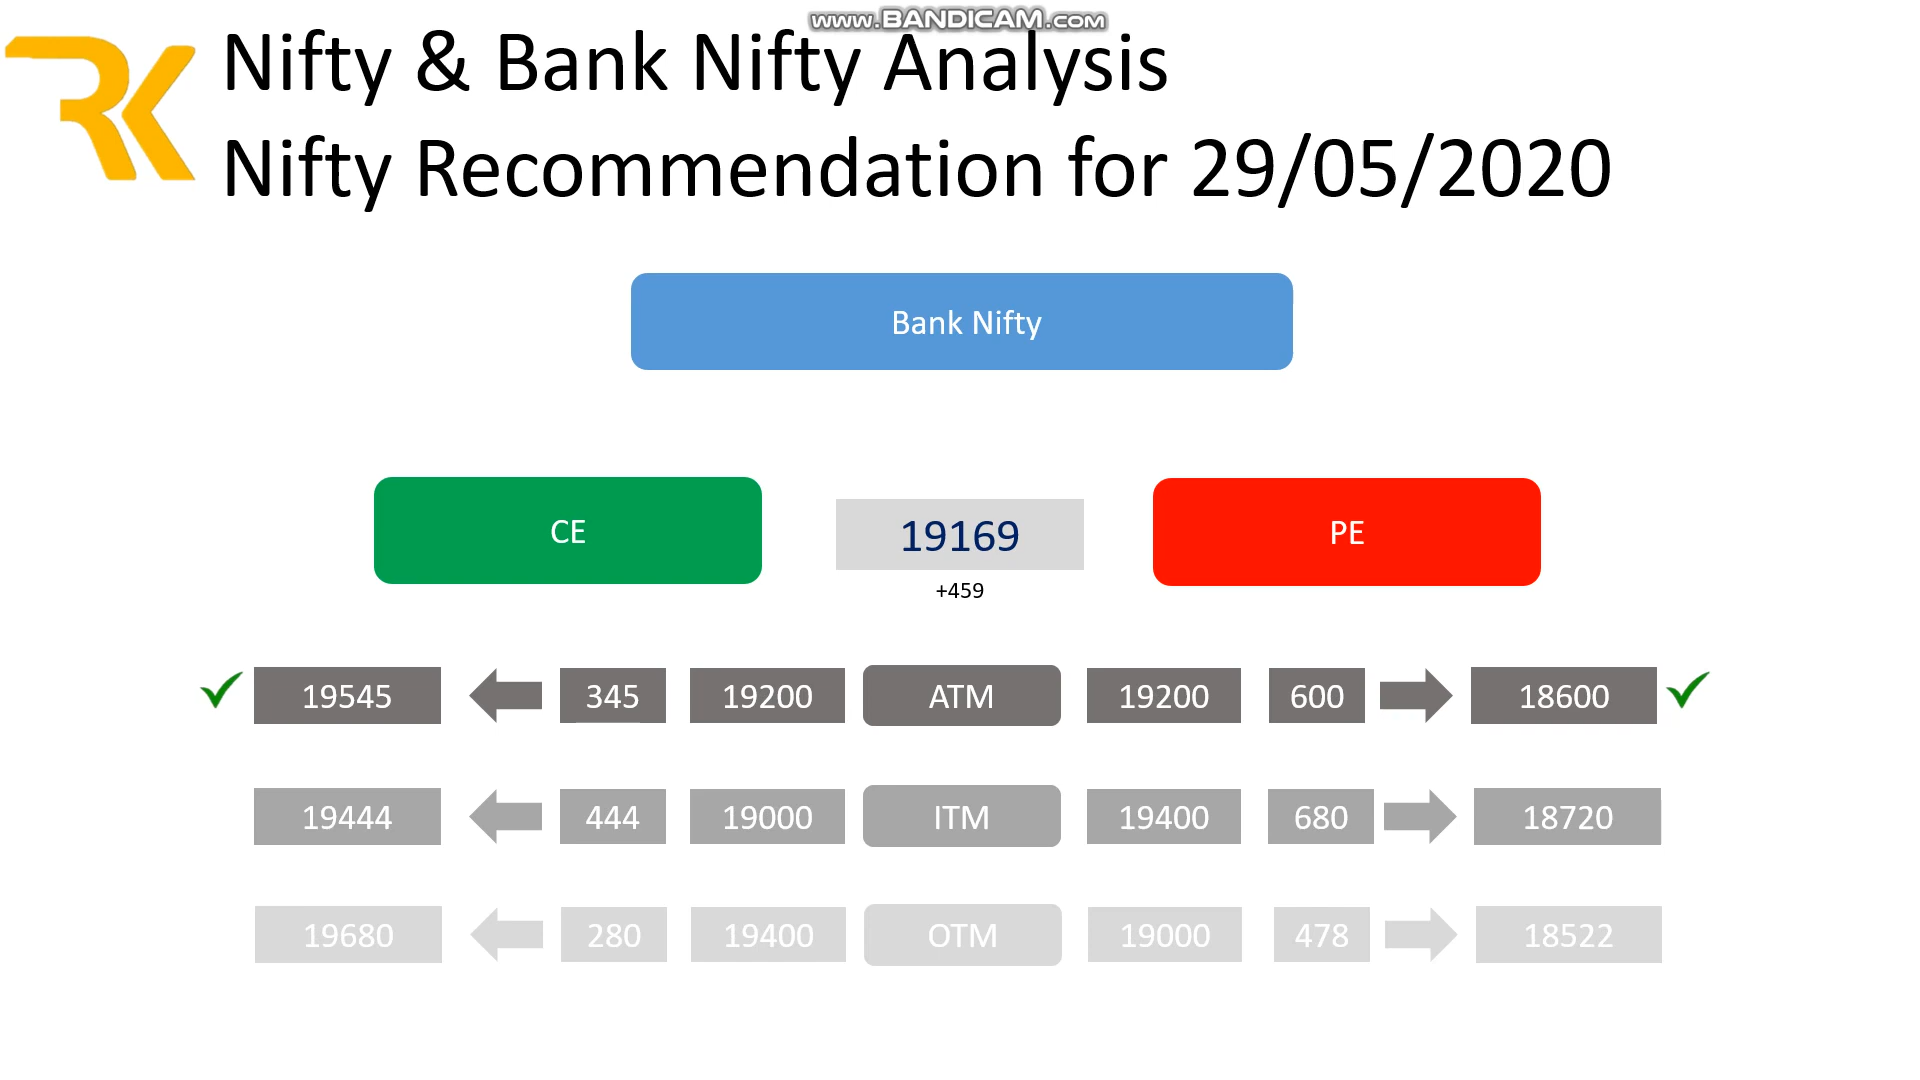 www.BANDICAM.com
RK
Nifty & Bank Nifty Analysis
Nifty Recommendation for 29/05/2020
Bank Nifty
CE
19169
PE
+459
19545 345 19200 ATM 19200 600 18600
19444 444 19000 ITM 19400 680 18720
19680 280 19400 OTM 19000 478 18522